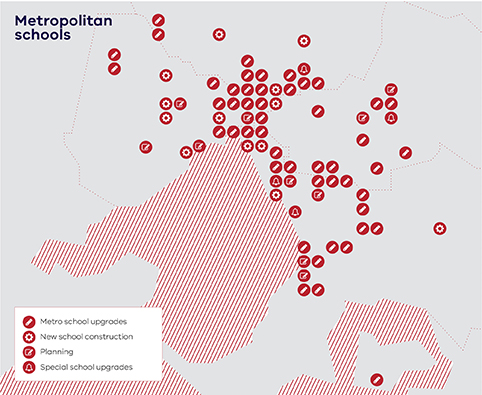 Metropolitan
schools
Metro school upgrades
New school construction
Planning
Special school upgrades